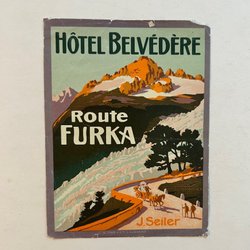 HÔTEL BELVÉDÈRE
Route
FURKA
J. Seiler